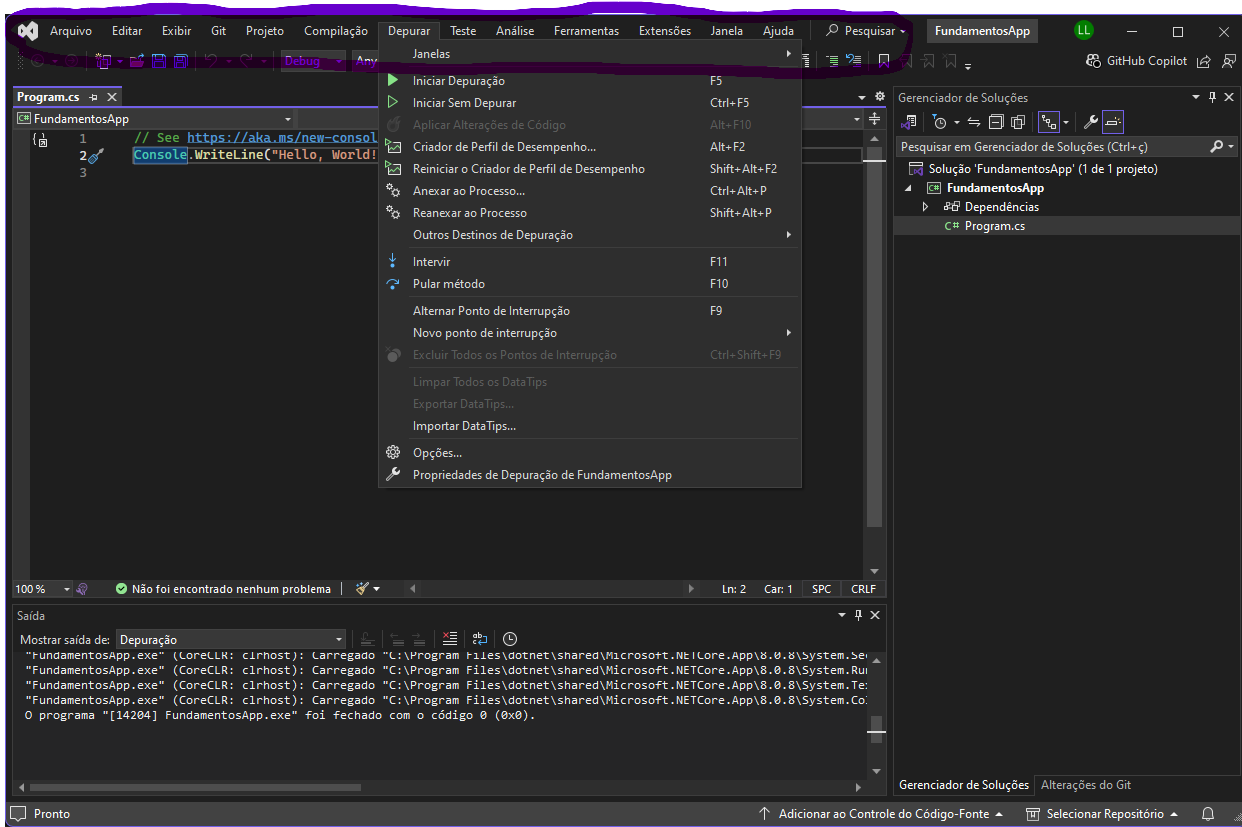 Arquivo Editar Exibir Git Projeto Compilação Depurar Teste Análise Ferramentas Extensões Janela Ajuda Pesquisar FundamentosApp LL
Debug Any
GitHub Copilot
Janelas
Iniciar Depuração F5
Iniciar Sem Depurar Ctrl+F5
Aplicar Alterações de Código Alt+F10
Criador de Perfil de Desempenho... Alt+F2
Reiniciar o Criador de Perfil de Desempenho Shift+Alt+F2
Anexar ao Processo... Ctrl+Alt+P
Reanexar ao Processo Shift+Alt+P
Outros Destinos de Depuração
Intervir F11
Pular método F10
Alternar Ponto de Interrupção F9
Novo ponto de interrupção
Excluir Todos os Pontos de Interrupção Ctrl+Shift+F9
Limpar Todos os DataTips
Exportar DataTips...
Importar DataTips...
Opções...
Propriedades de Depuração de FundamentosApp
Program.cs
C# FundamentosApp
1 // See https://aka.ms/new-consol
2 Console.WriteLine("Hello, World!
3
100 % Não foi encontrado nenhum problema Ln: 2 Car: 1 SPC CRLF
Saída
Mostrar saída de: Depuração
"FundamentosApp.exe" (CoreCLR: clrhost): Carregado "C:\Program Files\dotnet\shared\Microsoft.NETCore.App\8.0.8\System.Se
"FundamentosApp.exe" (CoreCLR: clrhost): Carregado "C:\Program Files\dotnet\shared\Microsoft.NETCore.App\8.0.8\System.Ru
"FundamentosApp.exe" (CoreCLR: clrhost): Carregado "C:\Program Files\dotnet\shared\Microsoft.NETCore.App\8.0.8\System.Te
"FundamentosApp.exe" (CoreCLR: clrhost): Carregado "C:\Program Files\dotnet\shared\Microsoft.NETCore.App\8.0.8\System.Co
O programa "[14204] FundamentosApp.exe" foi fechado com o código 0 (0x0).
Gerenciador de Soluções
Pesquisar em Gerenciador de Soluções (Ctrl+ç)
Solução 'FundamentosApp' (1 de 1 projeto)
C# FundamentosApp
Dependências
C# Program.cs
Gerenciador de Soluções Alterações do Git
Pronto Adicionar ao Controle do Código-Fonte Selecionar Repositório